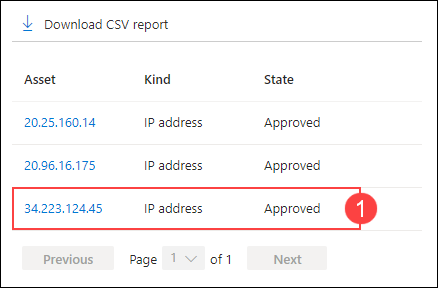 Download CSV report
Asset Kind State
20.25.160.14 IP address Approved
20.96.16.175 IP address Approved
34.223.124.45 IP address Approved 1
Previous Page 1 of 1 Next